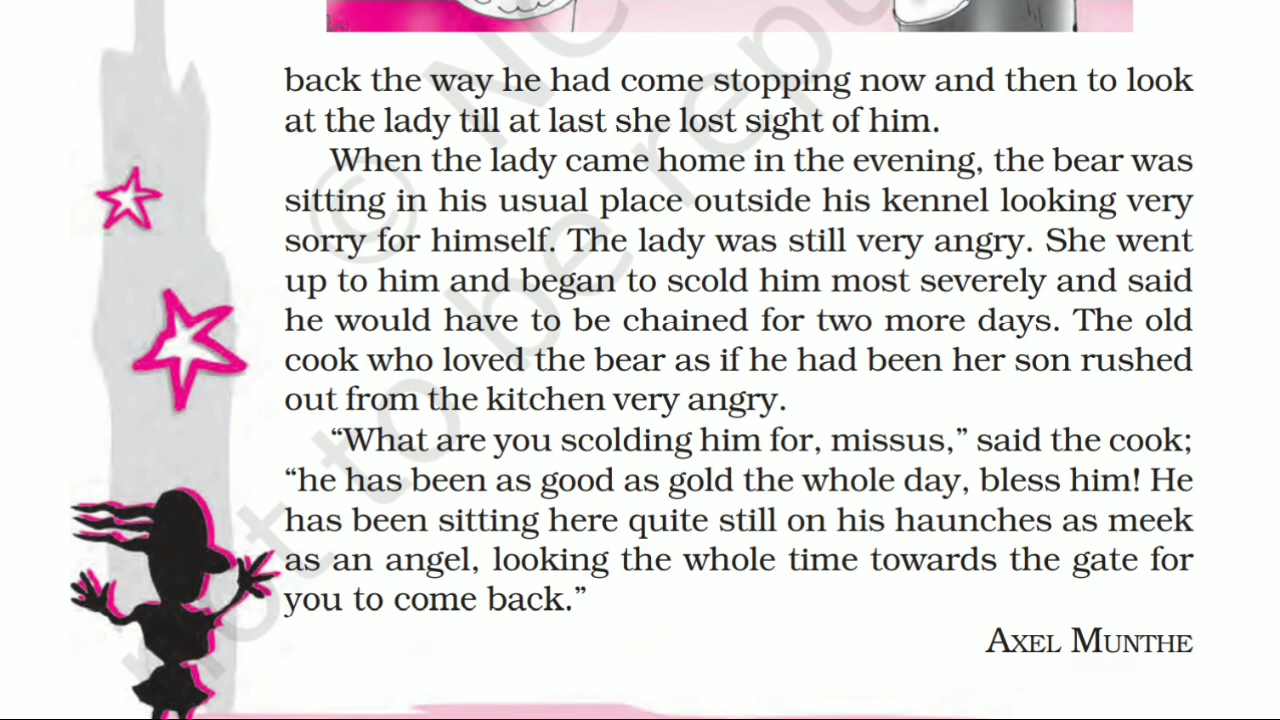 back the way he had come stopping now and then to look
at the lady till at last she lost sight of him.
When the lady came home in the evening, the bear was
sitting in his usual place outside his kennel looking very
sorry for himself. The lady was still very angry. She went
up to him and began to scold him most severely and said
he would have to be chained for two more days. The old
cook who loved the bear as if he had been her son rushed
out from the kitchen very angry.
“What are you scolding him for, missus,” said the cook;
“he has been as good as gold the whole day, bless him! He
has been sitting here quite still on his haunches as meek
as an angel, looking the whole time towards the gate for
you to come back.”
AXEL MUNTHE
© NC
not to be repu